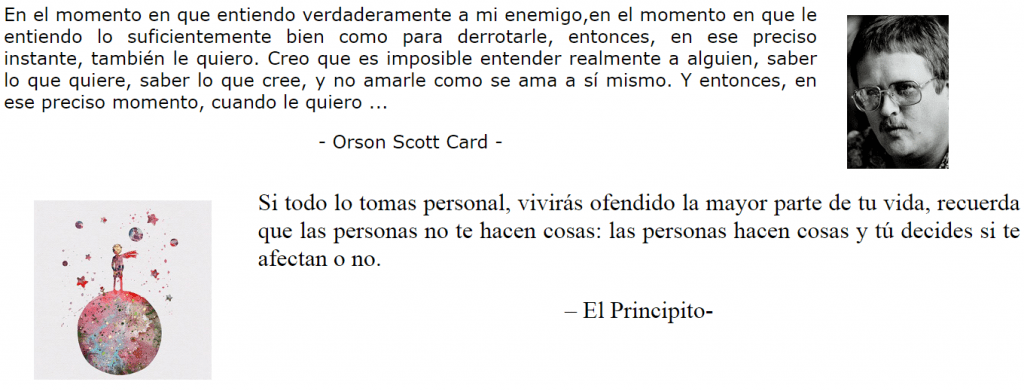 En el momento en que entiendo verdaderamente a mi enemigo,en el momento en que le
entiendo lo suficientemente bien como para derrotarle, entonces, en ese preciso
instante, también le quiero. Creo que es imposible entender realmente a alguien, saber
lo que quiere, saber lo que cree, y no amarle como se ama a sí mismo. Y entonces, en
ese preciso momento, cuando le quiero ...
- Orson Scott Card -
Si todo lo tomas personal, vivirás ofendido la mayor parte de tu vida, recuerda
que las personas no te hacen cosas: las personas hacen cosas y tú decides si te
afectan o no.
– El Principito-